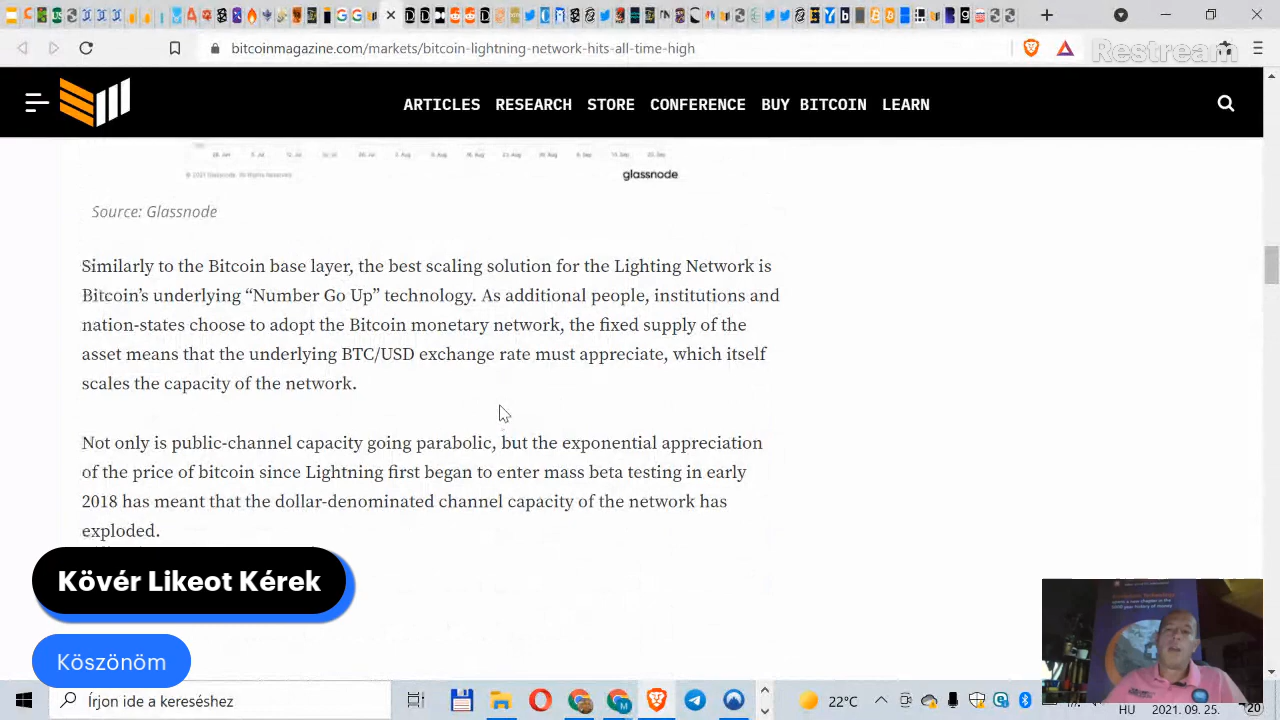 bitcoinmagazine.com/markets/bitcoin-lightning-network-hits-all-time-high
ARTICLES RESEARCH STORE CONFERENCE BUY BITCOIN LEARN
glassnode
Source: Glassnode
Similarly to the Bitcoin base layer, the best scaling solution for the Lighting Network is
Bitcoin’s underlying “Number Go Up” technology. As additional people, institutions and
nation-states choose to adopt the Bitcoin monetary network, the fixed supply of the
asset means that the underlying BTC/USD exchange rate must appreciate, which itself
scales the capacity of the network.
Not only is public-channel capacity going parabolic, but the exponential appreciation
of the price of bitcoin since Lightning first began to enter mass beta testing in early
2018 has meant that the dollar-denominated channel capacity of the network has
exploded.
Kövér Likeot Kérek
Köszönöm
Írjon ide a kereséshez
22°C
HU
2021. 09. 25.
20